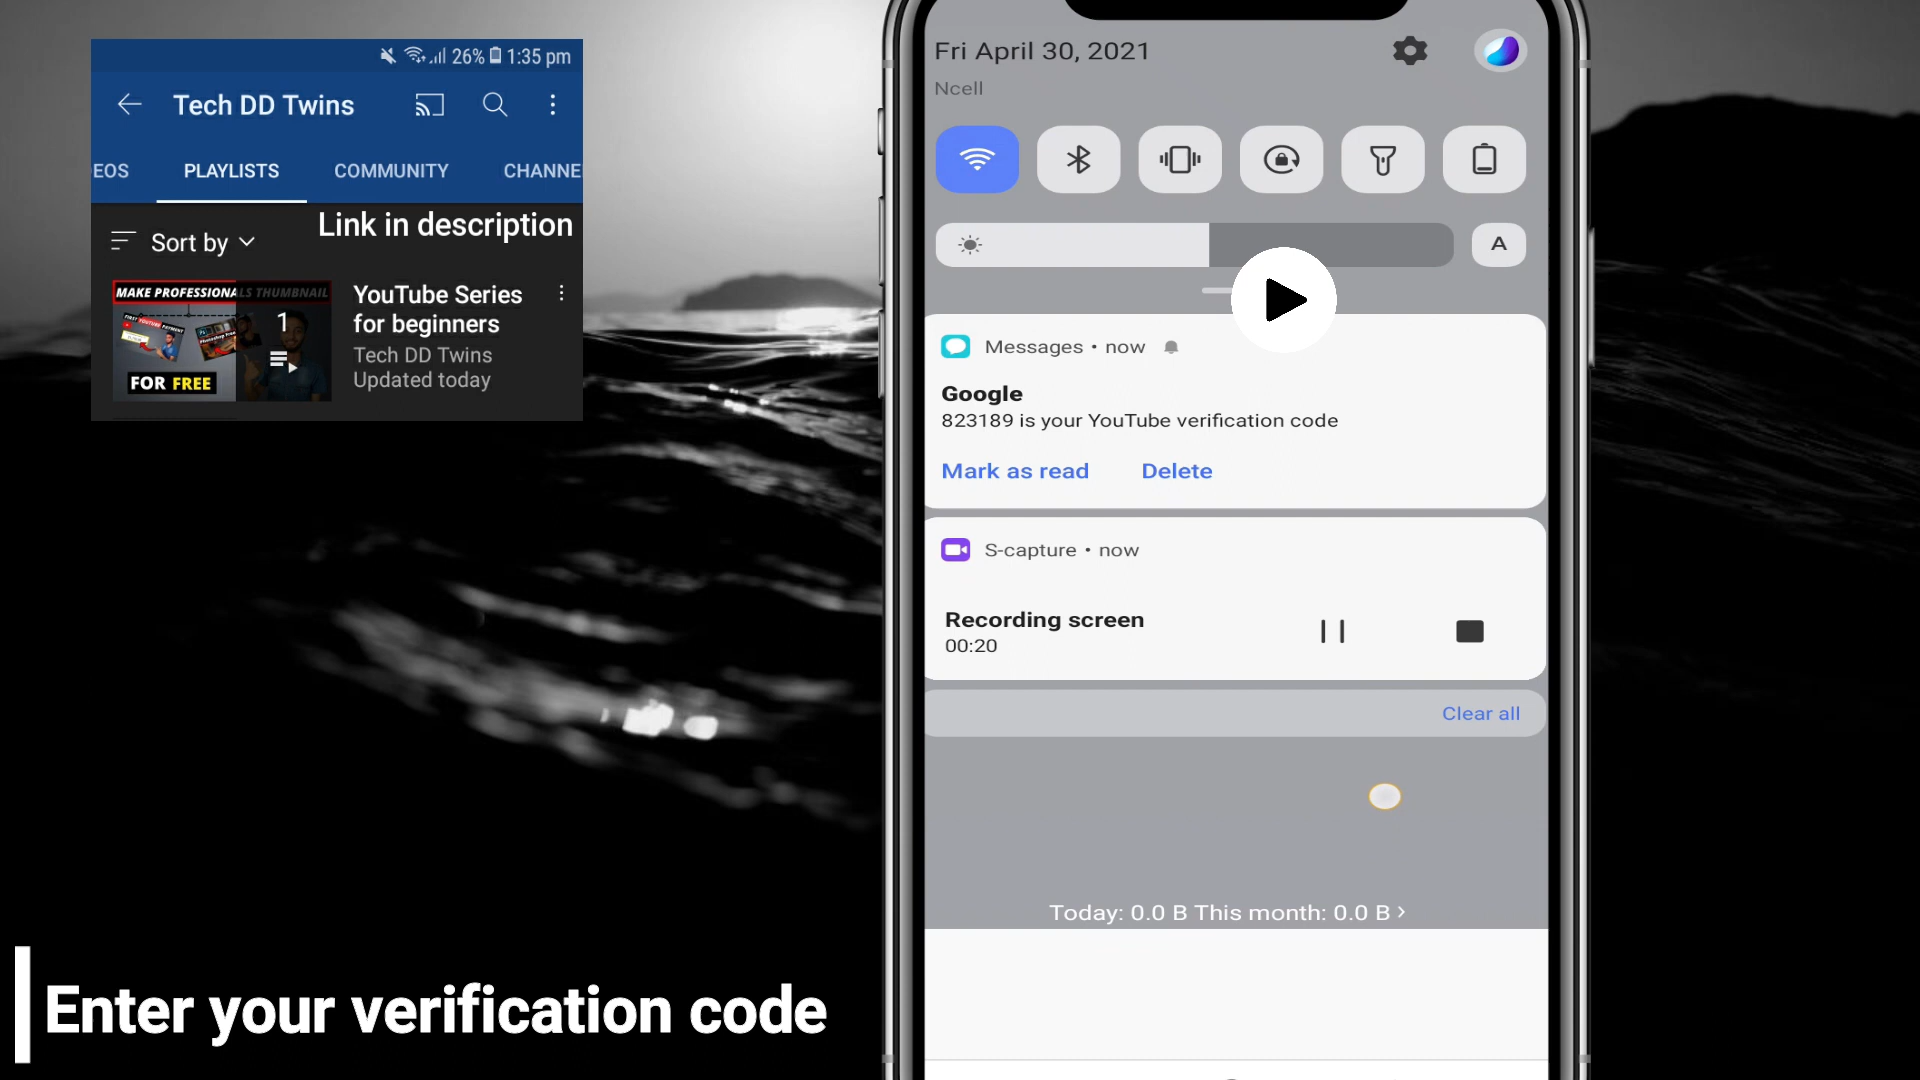 26% 1:35 pm
Tech DD Twins
EOS PLAYLISTS COMMUNITY CHANNE
Link in description
Sort by
MAKE PROFESSIONALS THUMBNAIL
1
FOR FREE
YouTube Series
for beginners
Tech DD Twins
Updated today
Enter your verification code
Fri April 30, 2021
Ncell
A
Messages • now
Google
823189 is your YouTube verification code
Mark as read Delete
S-capture • now
Recording screen
00:20
Clear all
Today: 0.0 B This month: 0.0 B